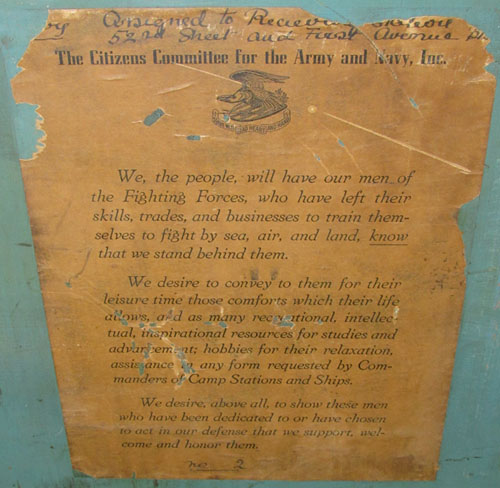 Assigned to Recieving Station
52nd Street and First Avenue
The Citizens Committee for the Army and Navy, Inc.
We, the people, will have our men of
the Fighting Forces, who have left their
skills, trades, and businesses to train them-
selves to fight by sea, air, and land, know
that we stand behind them.
We desire to convey to them for their
leisure time those comforts which their life
allows, and as many recreational, intellec-
tual, inspirational resources for studies and
advancement; hobbies for their relaxation,
assistance in any form requested by Com-
manders of Camp Stations and Ships.
We desire, above all, to show these men
who have been dedicated to or have chosen
to act in our defense that we support, wel-
come and honor them.
no 2